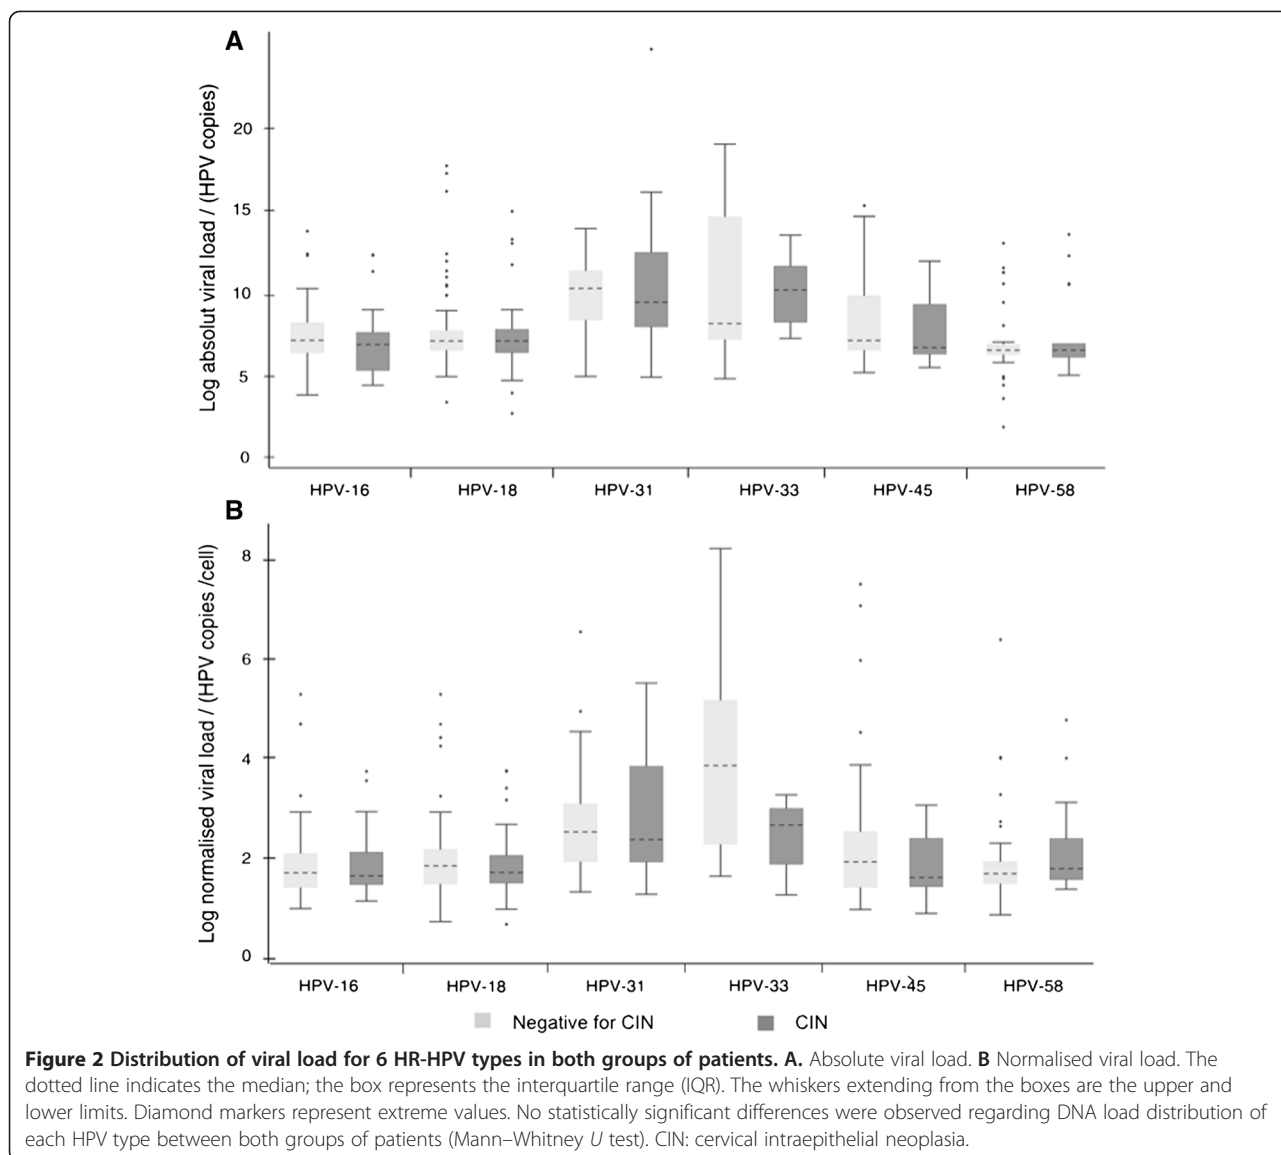 A
Log absolut viral load / (HPV copies)
20
15
10
5
0
HPV-16 HPV-18 HPV-31 HPV-33 HPV-45 HPV-58
B
Log normalised viral load / (HPV copies /cell)
8
6
4
2
0
HPV-16 HPV-18 HPV-31 HPV-33 HPV-45 HPV-58
Negative for CIN CIN
Figure 2 Distribution of viral load for 6 HR-HPV types in both groups of patients. A. Absolute viral load. B Normalised viral load. The
dotted line indicates the median; the box represents the interquartile range (IQR). The whiskers extending from the boxes are the upper and
lower limits. Diamond markers represent extreme values. No statistically significant differences were observed regarding DNA load distribution of
each HPV type between both groups of patients (Mann–Whitney U test). CIN: cervical intraepithelial neoplasia.